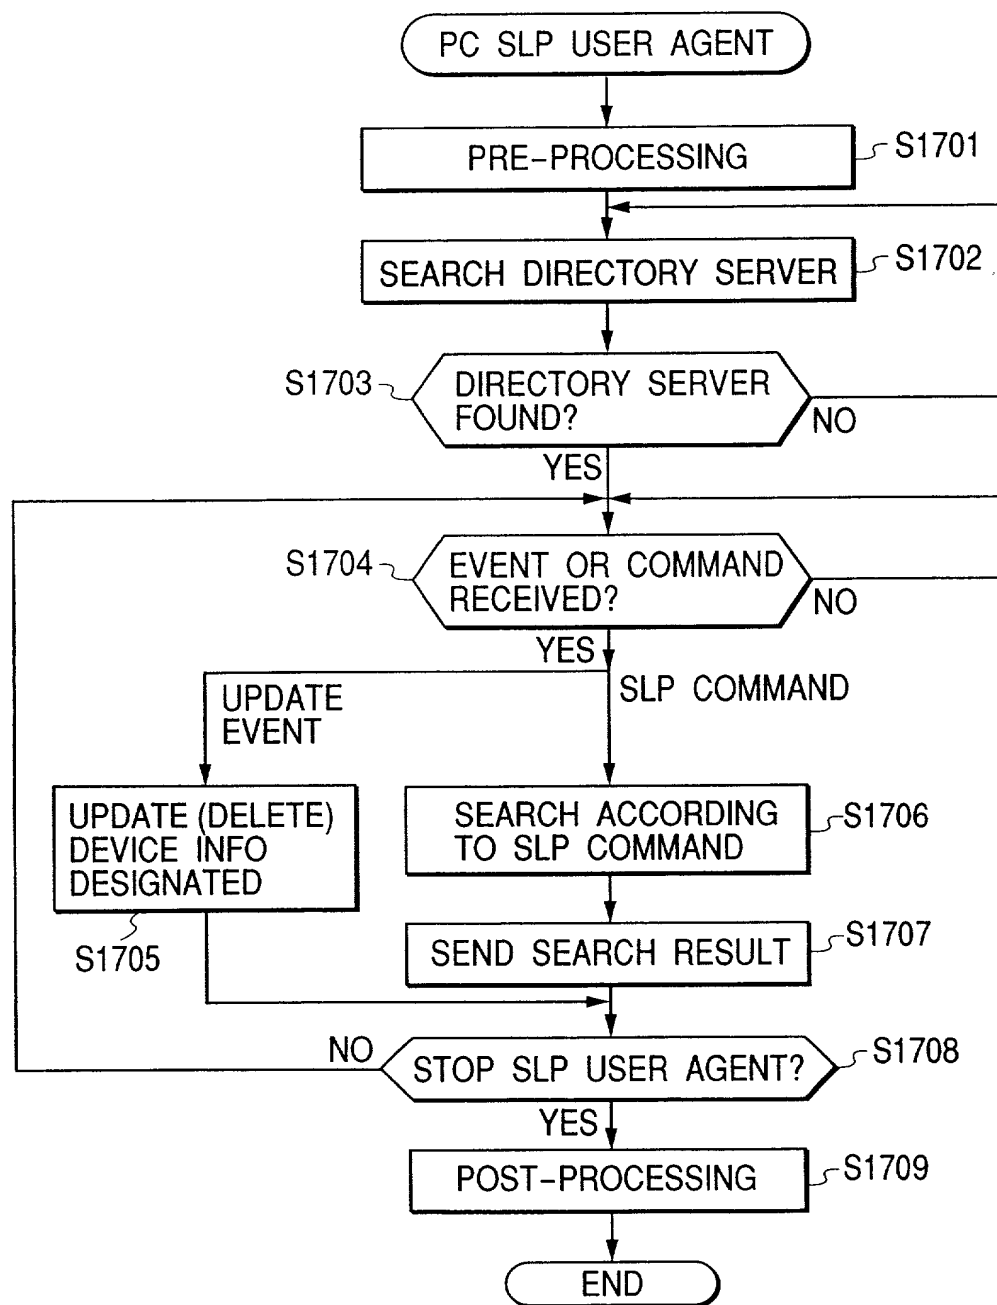 PC SLP USER AGENT
PRE-PROCESSING
S1701
SEARCH DIRECTORY SERVER
S1702
S1703
DIRECTORY SERVER
FOUND?
NO
YES
S1704
EVENT OR COMMAND
RECEIVED?
NO
YES
UPDATE
EVENT
SLP COMMAND
UPDATE (DELETE)
DEVICE INFO
DESIGNATED
S1705
SEARCH ACCORDING
TO SLP COMMAND
S1706
SEND SEARCH RESULT
S1707
NO
STOP SLP USER AGENT?
S1708
YES
POST-PROCESSING
S1709
END